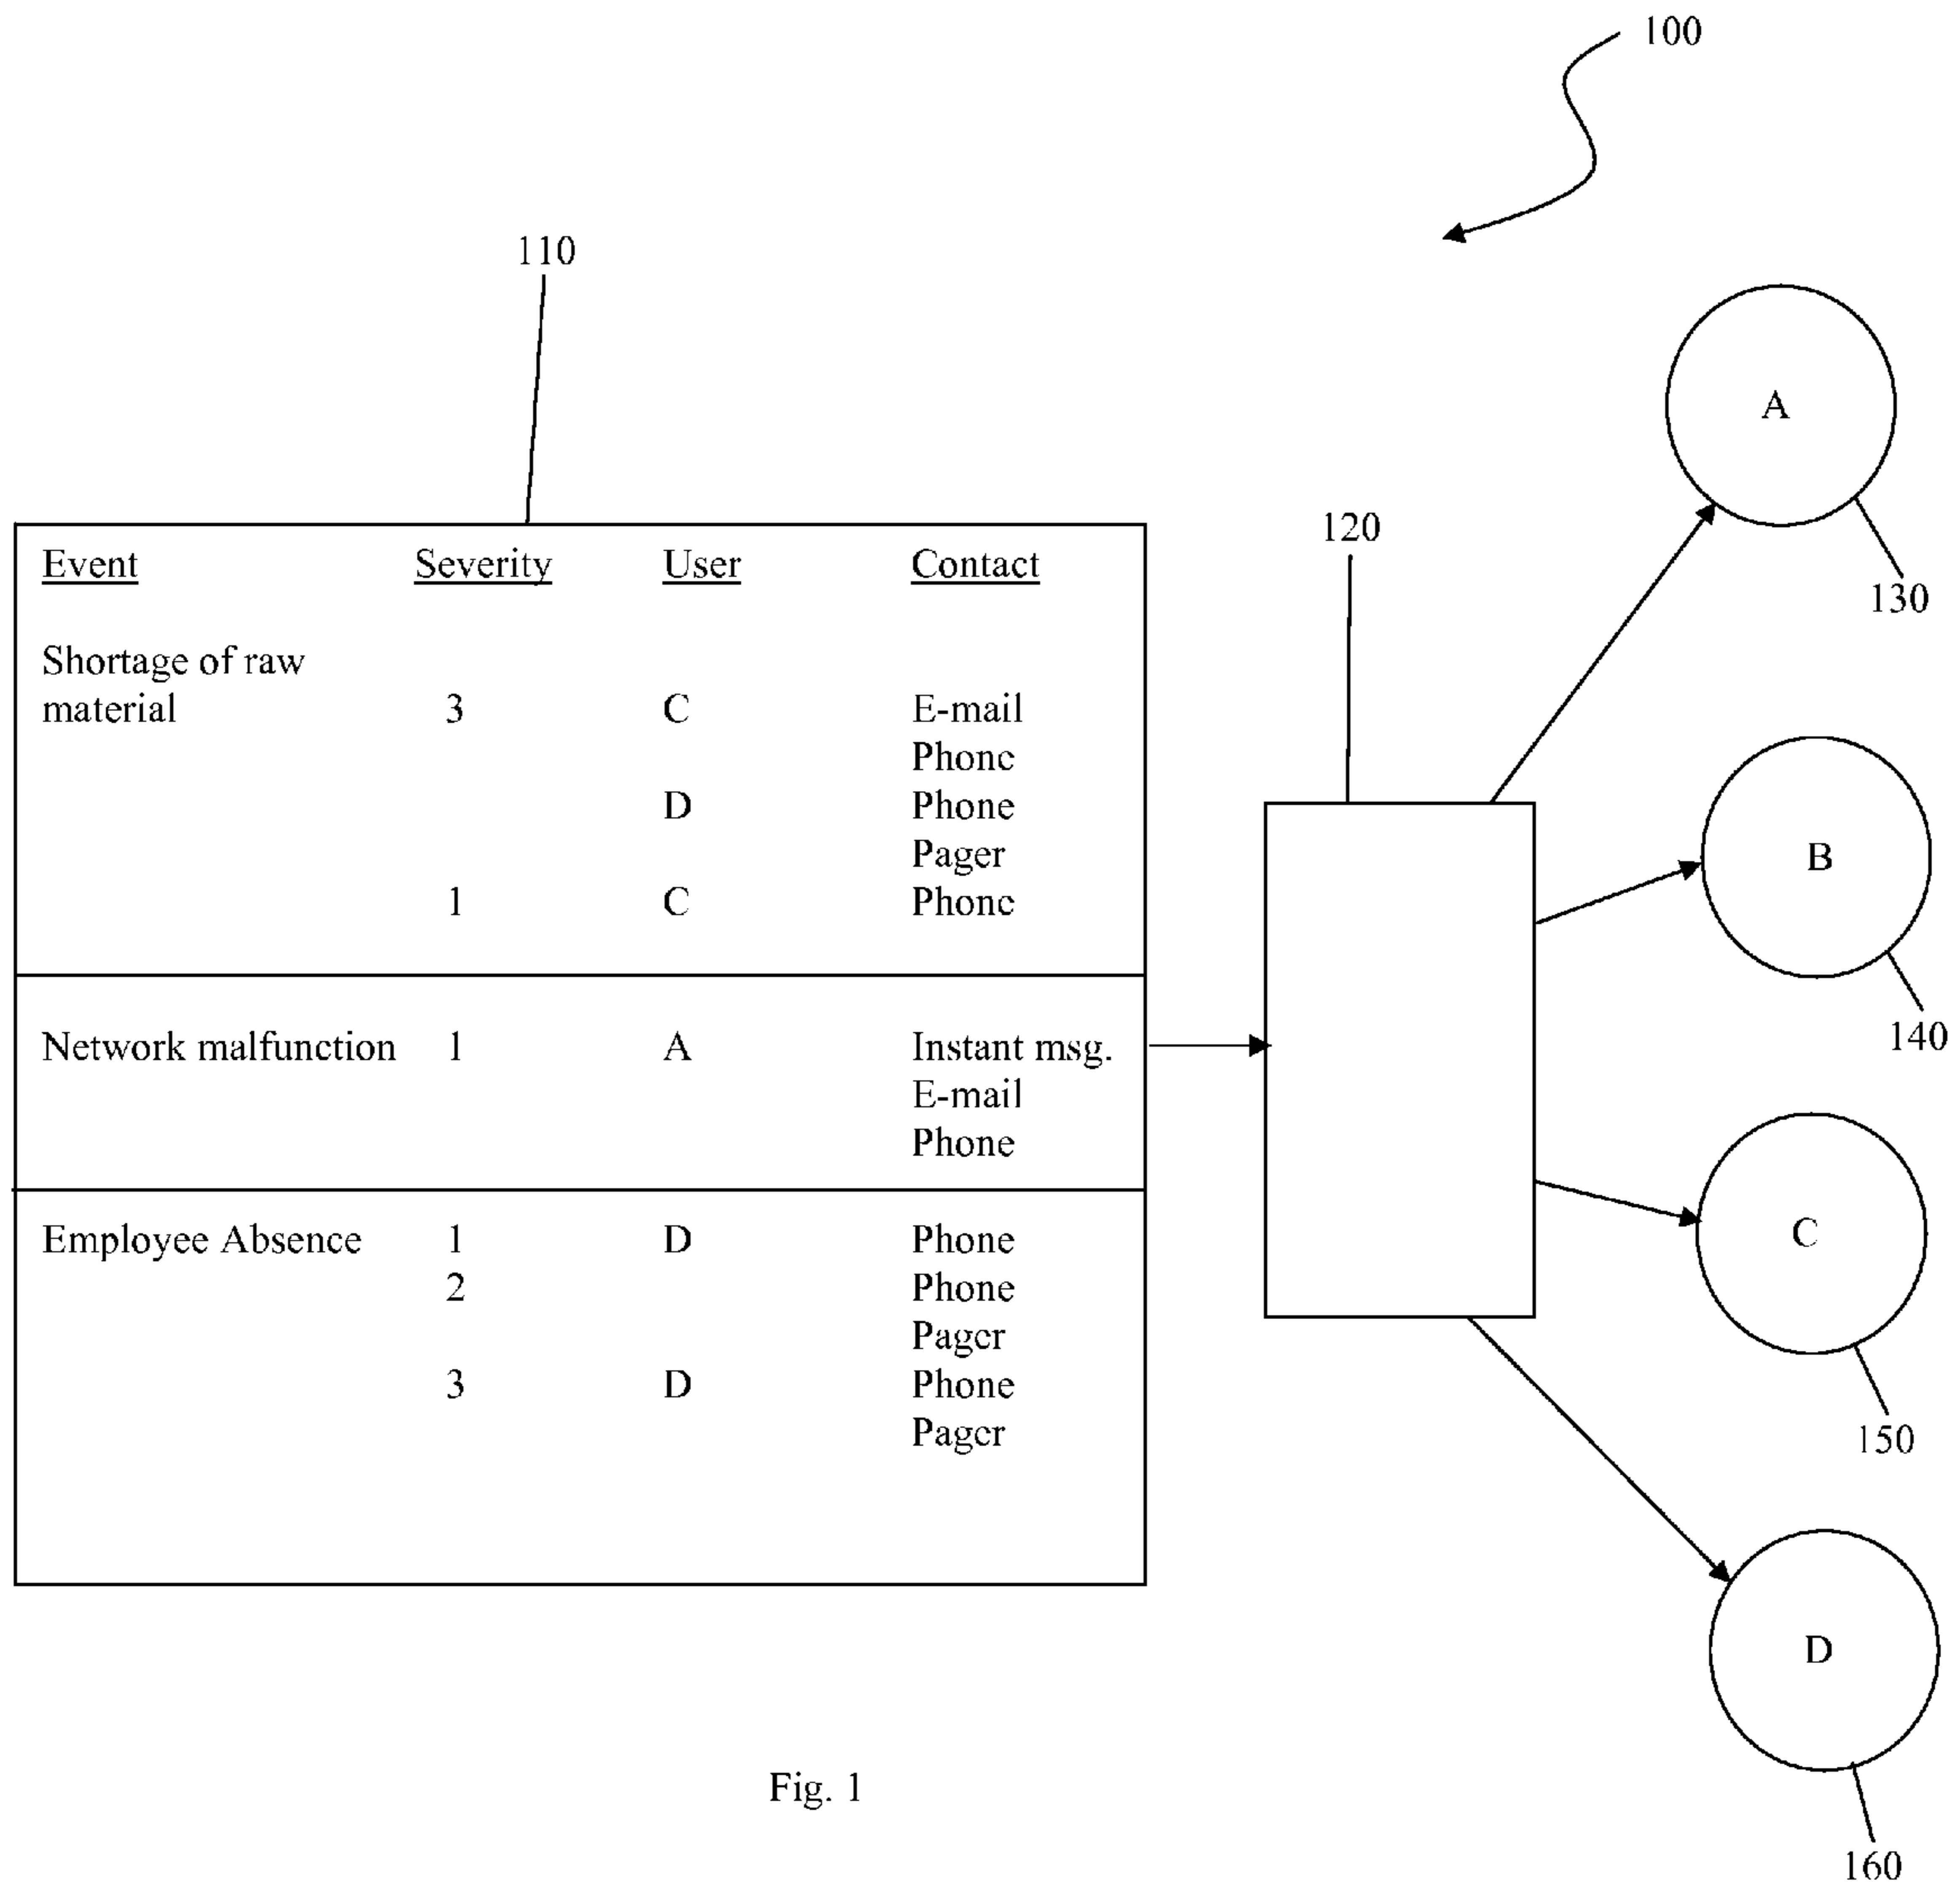 100
110
A
120
130
Event Severity User Contact
Shortage of raw
material 3 C E-mail
Phone
D Phone
Pager
1 C Phone
B
140
Network malfunction 1 A Instant msg.
E-mail
Phone
C
150
Employee Absence 1 D Phone
2 Phone
Pager
3 D Phone
Pager
D
160
Fig. 1